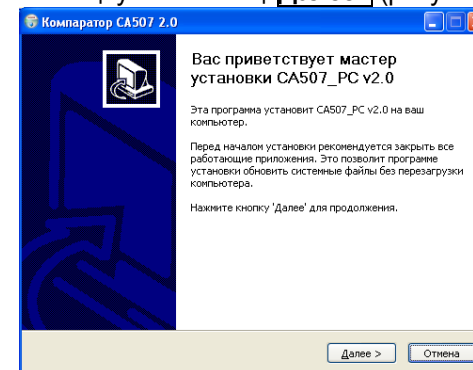 Компаратор СА507 2.0
Вас приветствует мастер
установки CA507_PC v2.0
Эта программа установит CA507_PC v2.0 на ваш
компьютер.
Перед началом установки рекомендуется закрыть все
работающие приложения. Это позволит программе
установки обновить системные файлы без перезагрузки
компьютера.
Нажмите кнопку 'Далее' для продолжения.
Далее >
Отмена